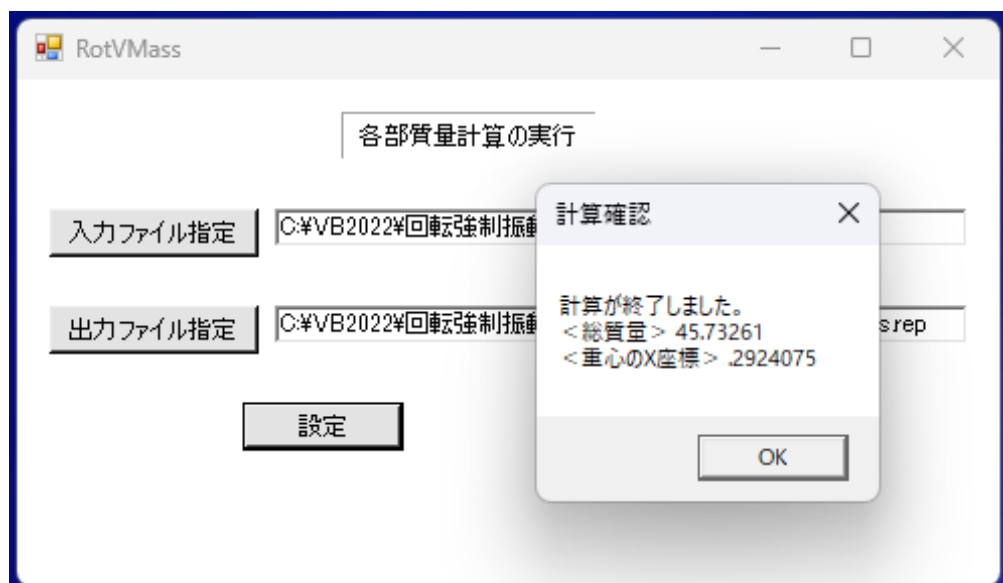 RotVMass
各部質量計算の実行
入力ファイル指定
C:¥VB2022¥回転強制振動
出力ファイル指定
C:¥VB2022¥回転強制振動
s.rep
設定
計算確認
計算が終了しました。
＜総質量＞ 45.73261
＜重心のX座標＞ .2924075
OK